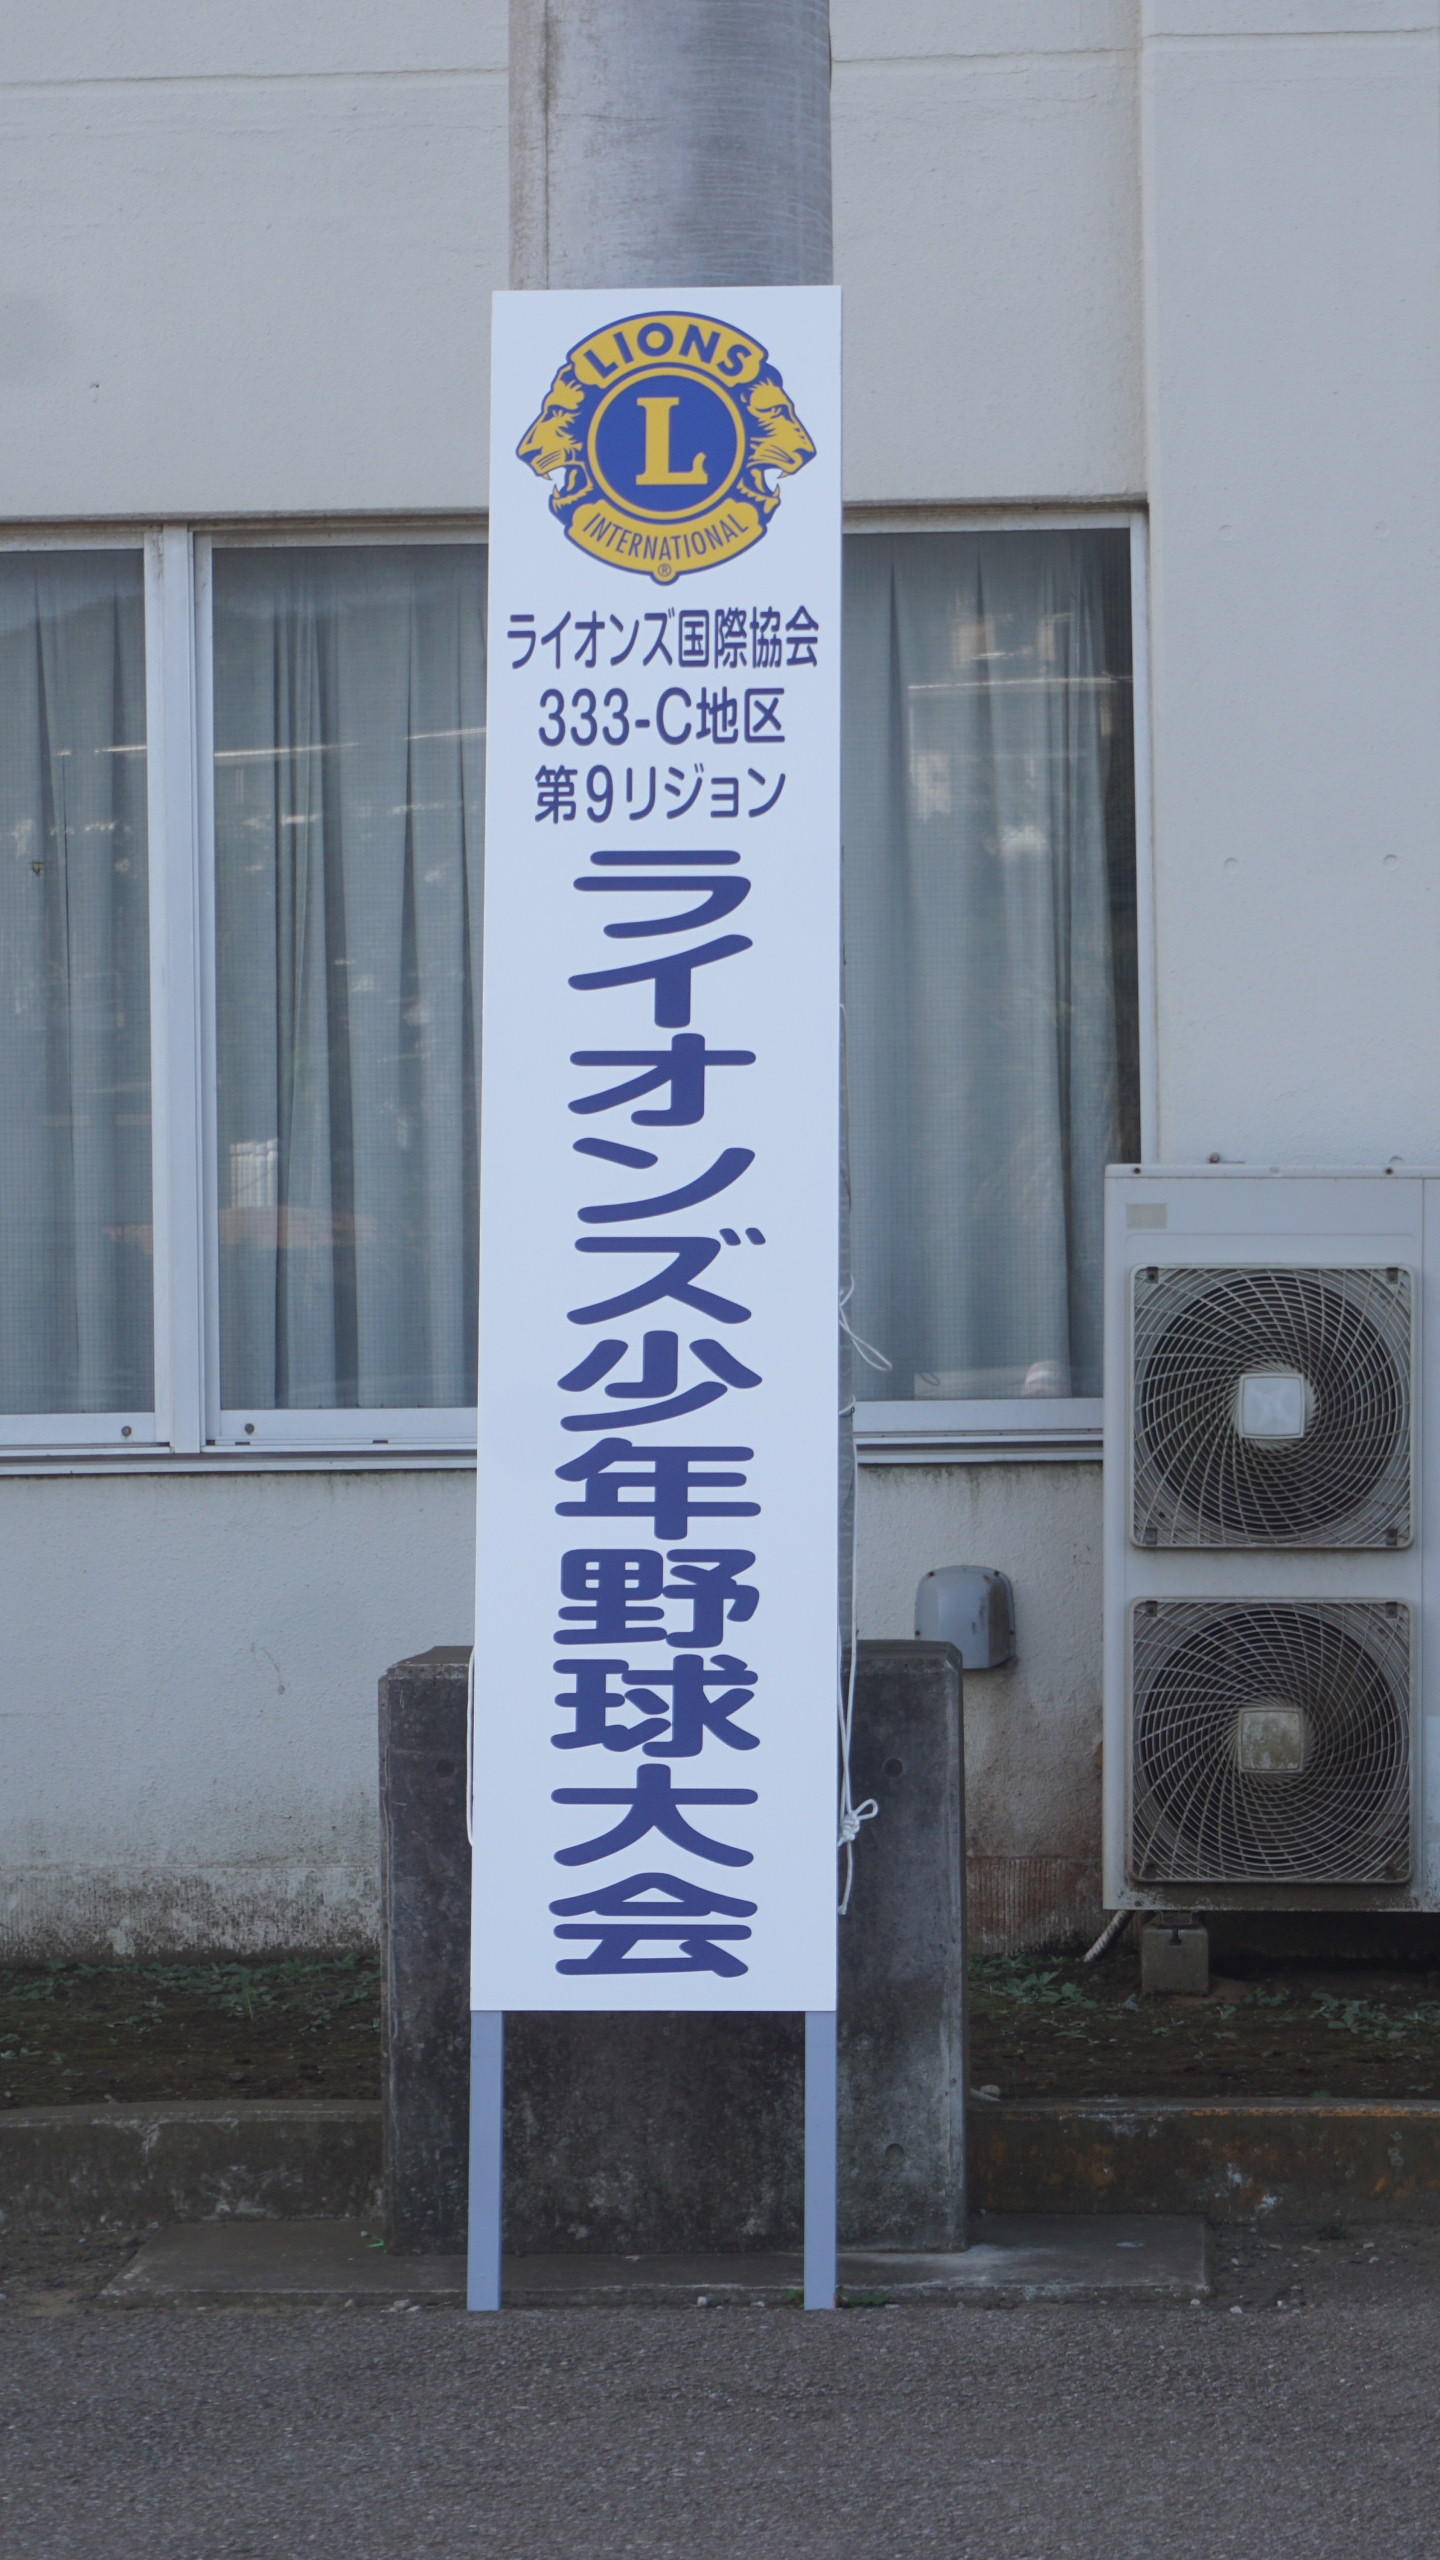 LIONS
L
INTERNATIONAL
®
ライオンズ国際協会
333-C地区
第9リジョン
ライオンズ少年野球大会